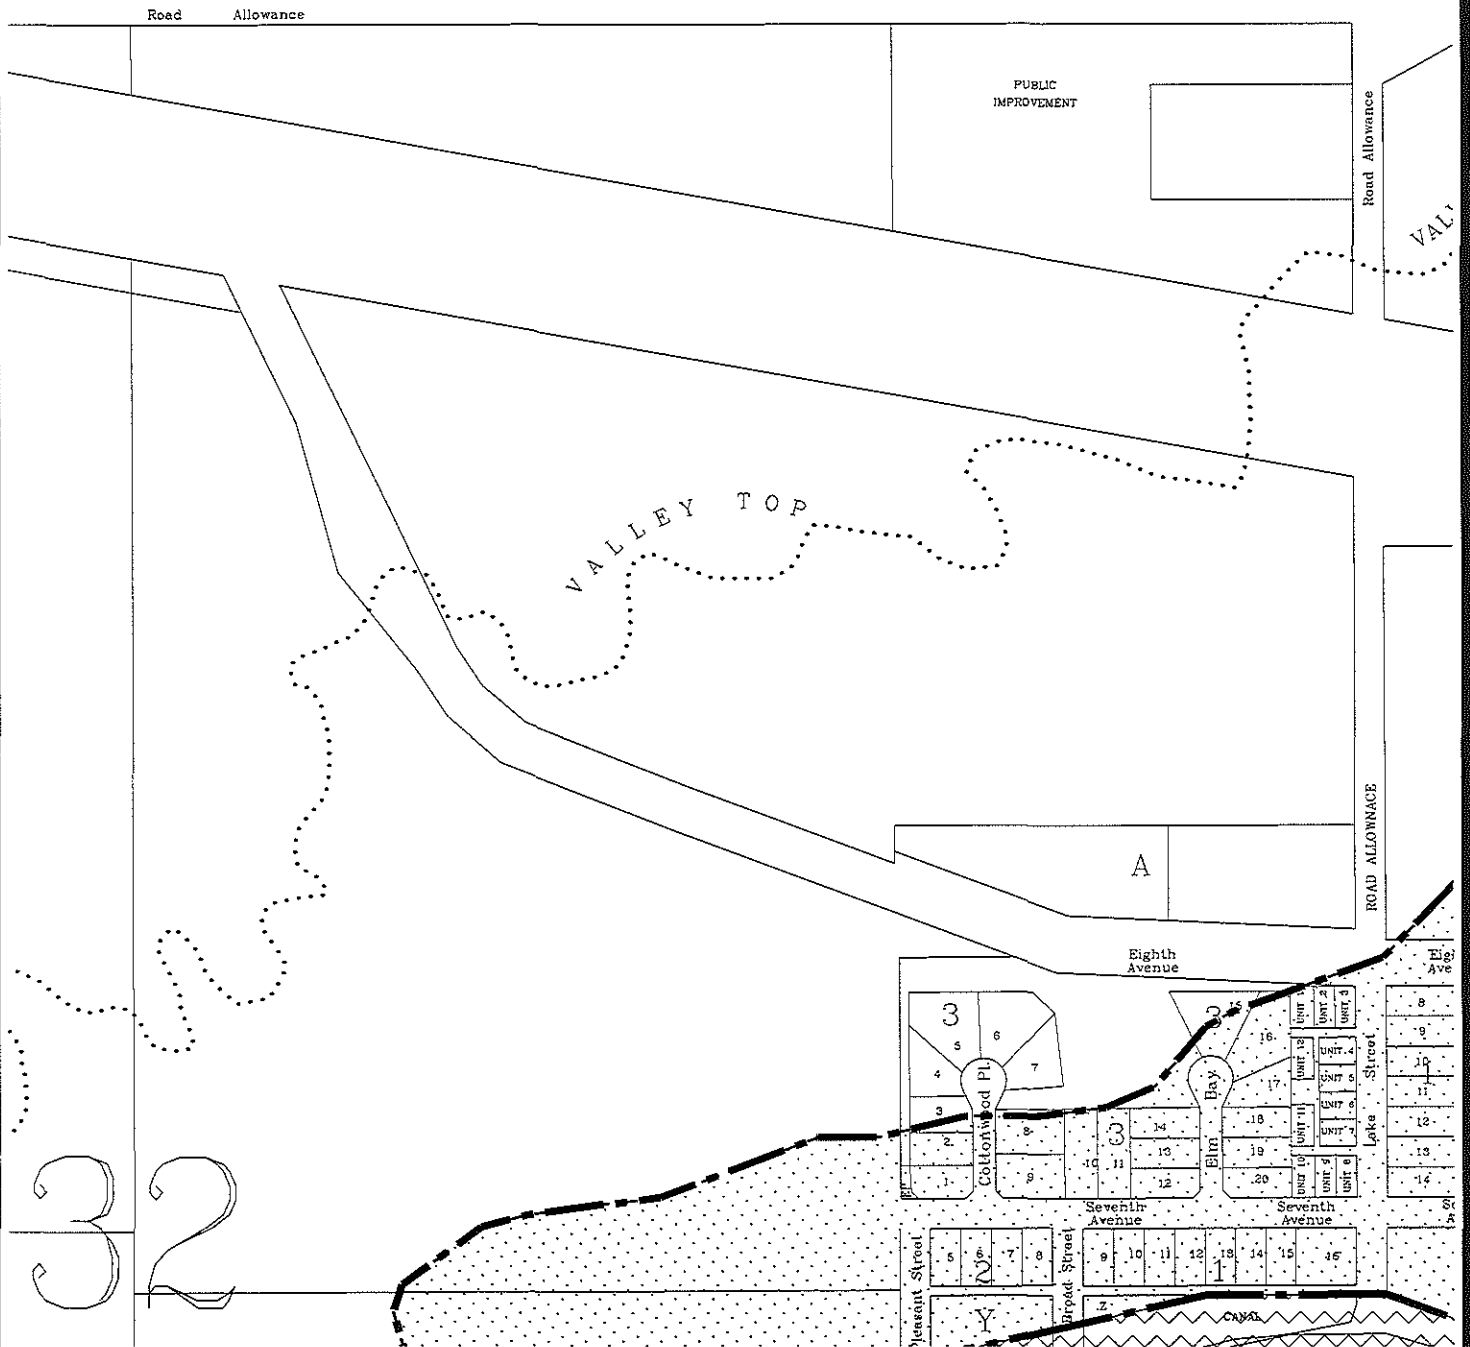 Road Allowance
PUBLIC
IMPROVEMENT
Road Allowance
VALLEY TOP
ROAD ALLOWNACE
A
Eighth
Avenue
3
5
6
4
7
3
2
1
8
9
10
11
3
Cottonwood Pl.
3
15
16
17
14
13
12
18
19
20
Elm Bay
UNIT 1
UNIT 2
UNIT 3
UNIT 12
UNIT 4
UNIT 5
UNIT 6
UNIT 7
UNIT 11
UNIT 10
UNIT 9
UNIT 8
Lake Street
8
9
10
1
11
12
13
14
Seventh
Avenue
Seventh
Avenue
32
Pleasant Street
5
6
7
8
2
Broad Street
9
10
11
12
13
14
15
16
1
Y
Z
CANAL